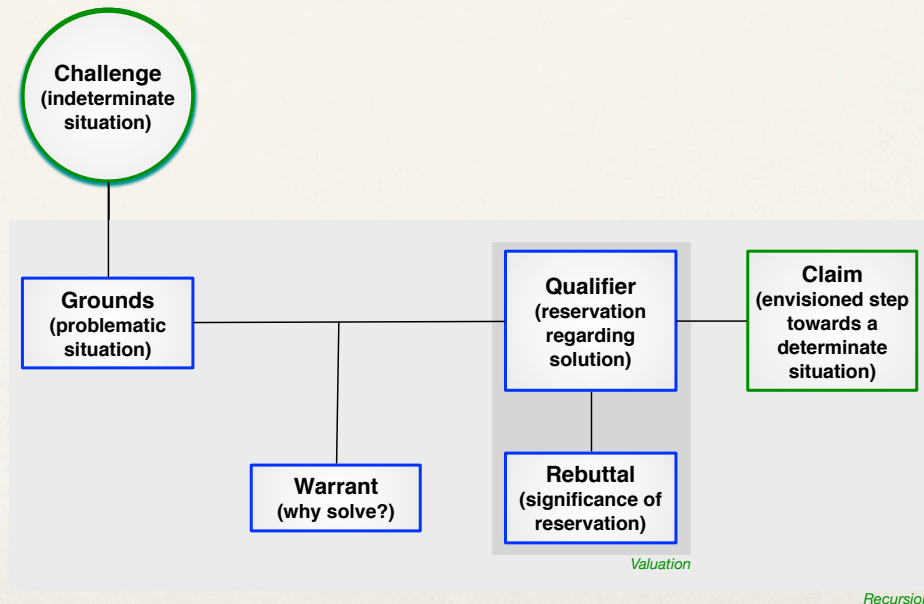 Challenge
(indeterminate
situation)
Grounds
(problematic
situation)
Qualifier
(reservation
regarding
solution)
Claim
(envisioned step
towards a
determinate
situation)
Warrant
(why solve?)
Rebuttal
(significance of
reservation)
Valuation
Recursion